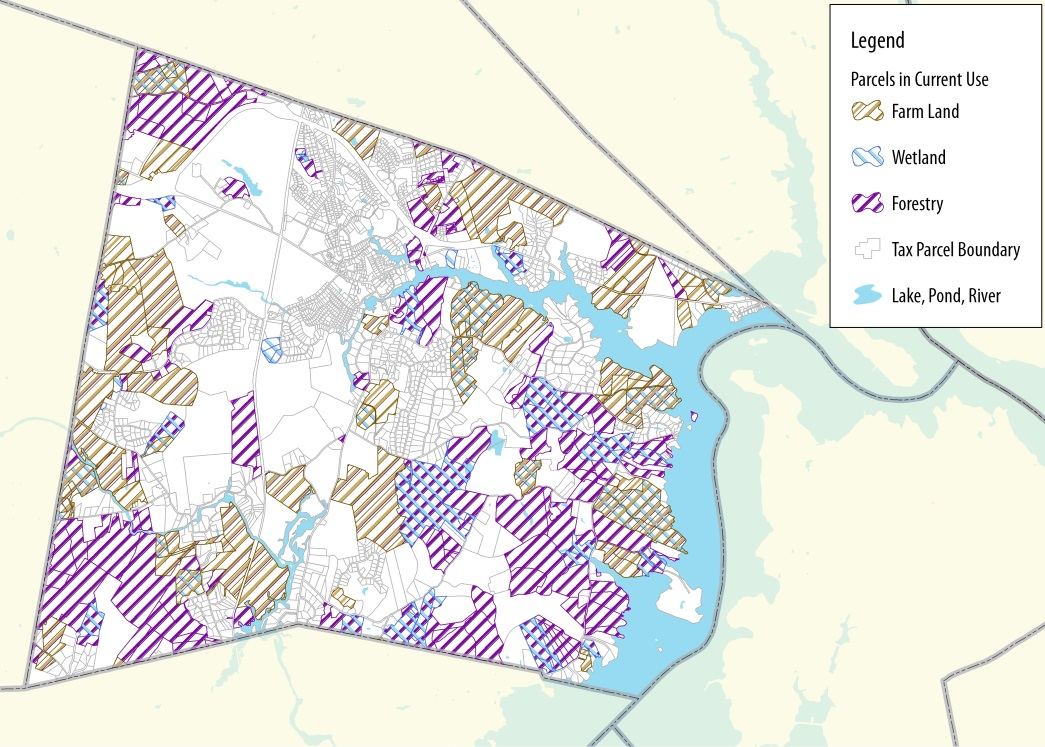 Legend
Parcels in Current Use
Farm Land
Wetland
Forestry
Tax Parcel Boundary
Lake, Pond, River